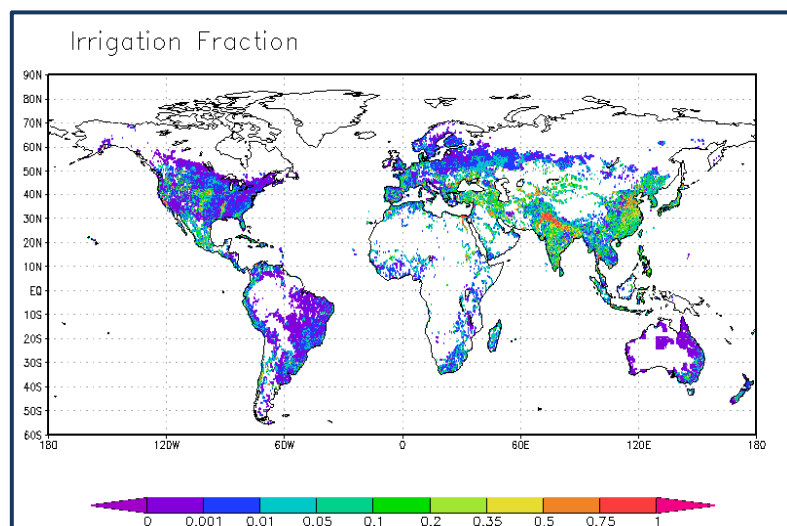 Irrigation Fraction
90N
80N
70N
60N
50N
40N
30N
20N
10N
EQ
10S
20S
30S
40S
50S
60S
180 120W 60W 0 60E 120E 180
0 0.001 0.01 0.05 0.1 0.2 0.35 0.5 0.75 1